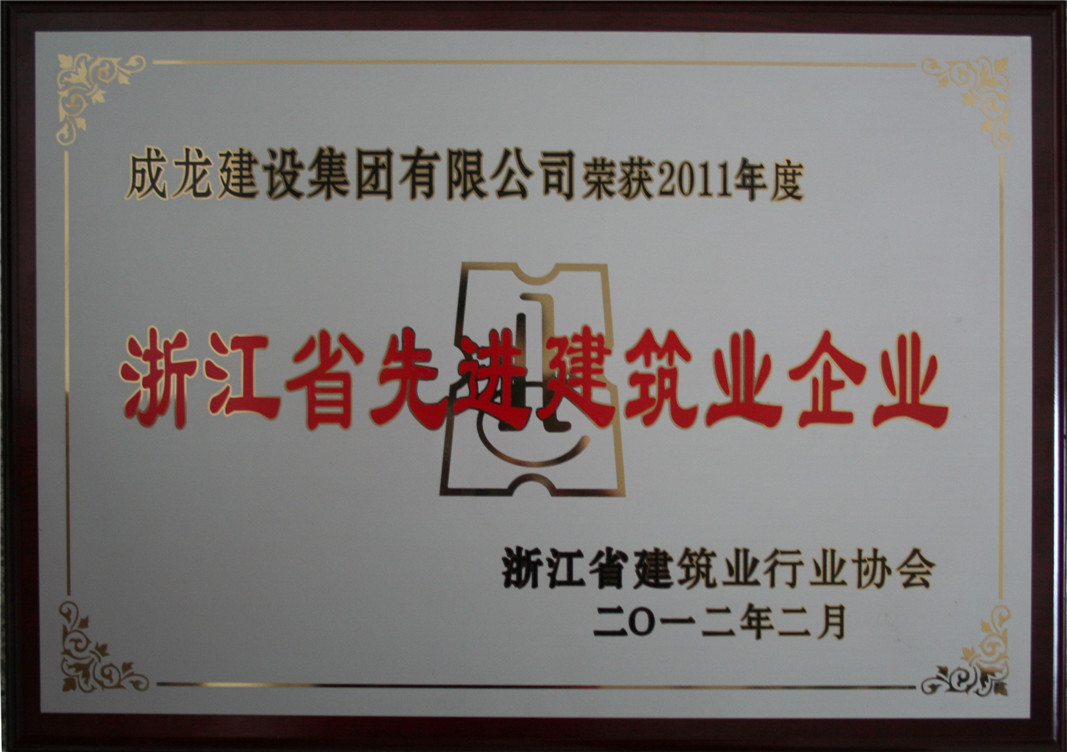 成龙建设集团有限公司荣获2011年度
浙江省先进建筑业企业
浙江省建筑业行业协会
二〇一二年二月